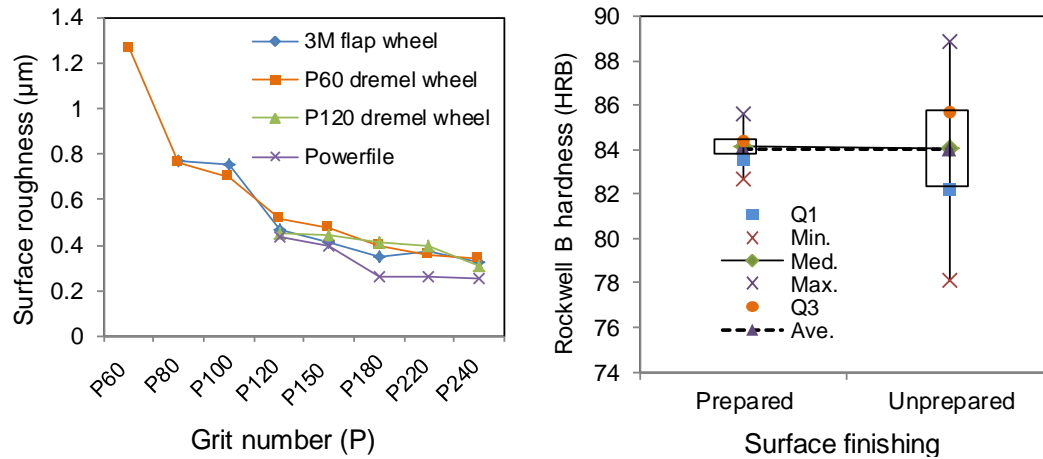 1.4
1.2
1
0.8
0.6
0.4
0.2
0
Surface roughness (µm)
3M flap wheel
P60 dremel wheel
P120 dremel wheel
Powerfile
P60
P80
P100
P120
P150
P180
P220
P240
Grit number (P)
90
88
86
84
82
80
78
76
74
Rockwell B hardness (HRB)
Q1
Min.
Med.
Max.
Q3
Ave.
Prepared
Unprepared
Surface finishing